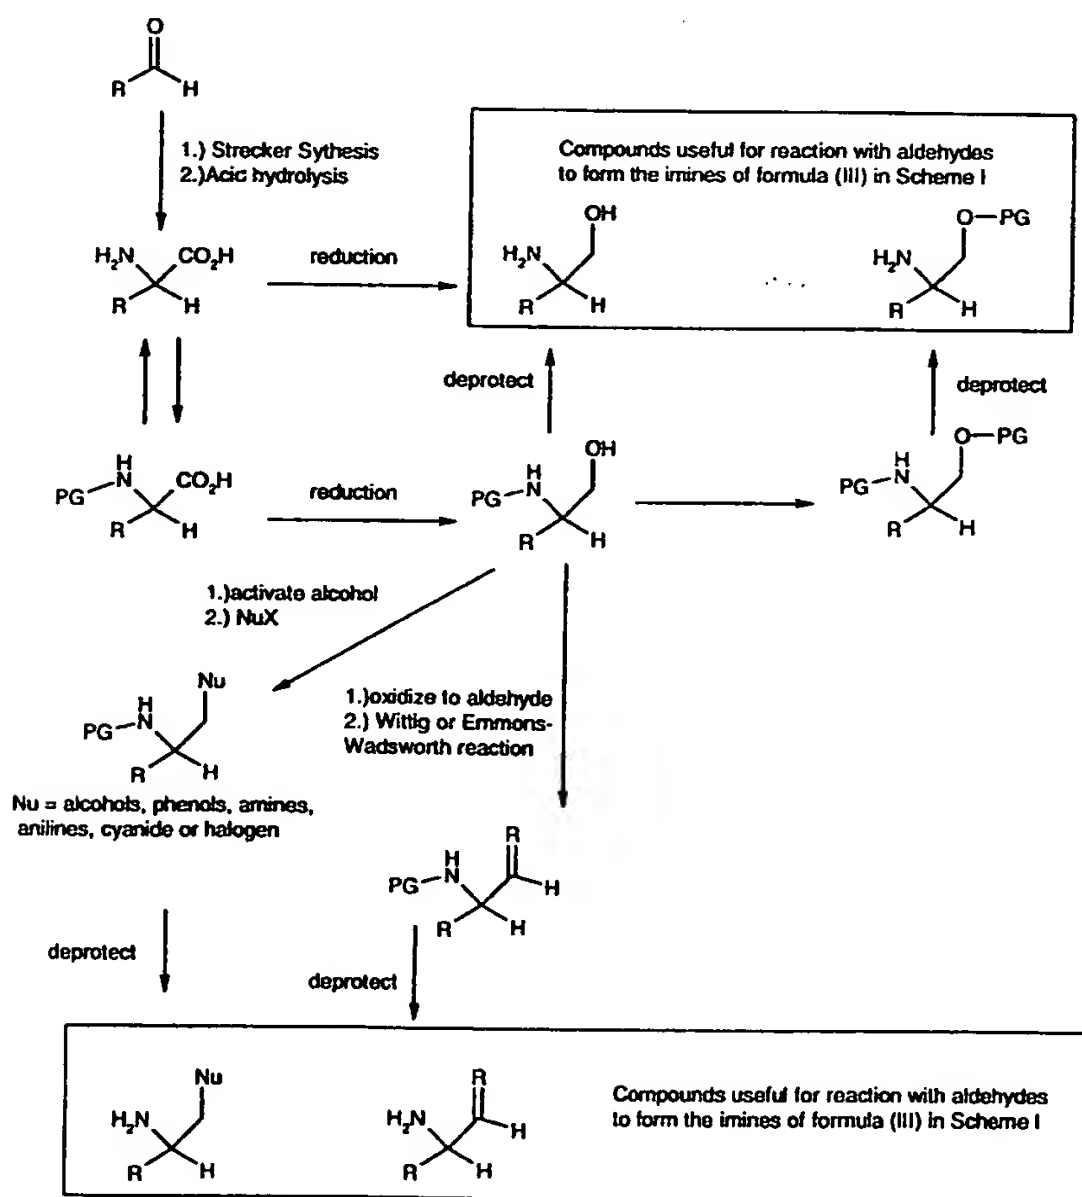 O
R H
1.) Strecker Sythesis
2.)Acic hydrolysis
Compounds useful for reaction with aldehydes
to form the imines of formula (III) in Scheme I
OH
H₂N
R H
O—PG
H₂N
R H
H₂N CO₂H
R H
reduction
deprotect
deprotect
H
PG N CO₂H
R H
reduction
OH
H
PG N
R H
O—PG
H
PG N
R H
1.)activate alcohol
2.) NuX
Nu
H
PG N
R H
Nu = alcohols, phenols, amines,
anilines, cyanide or halogen
1.)oxidize to aldehyde
2.) Wittig or Emmons-
Wadsworth reaction
R
H
PG N H
R H
deprotect
deprotect
Nu
H₂N
R H
R
H₂N H
R H
Compounds useful for reaction with aldehydes
to form the imines of formula (III) in Scheme I